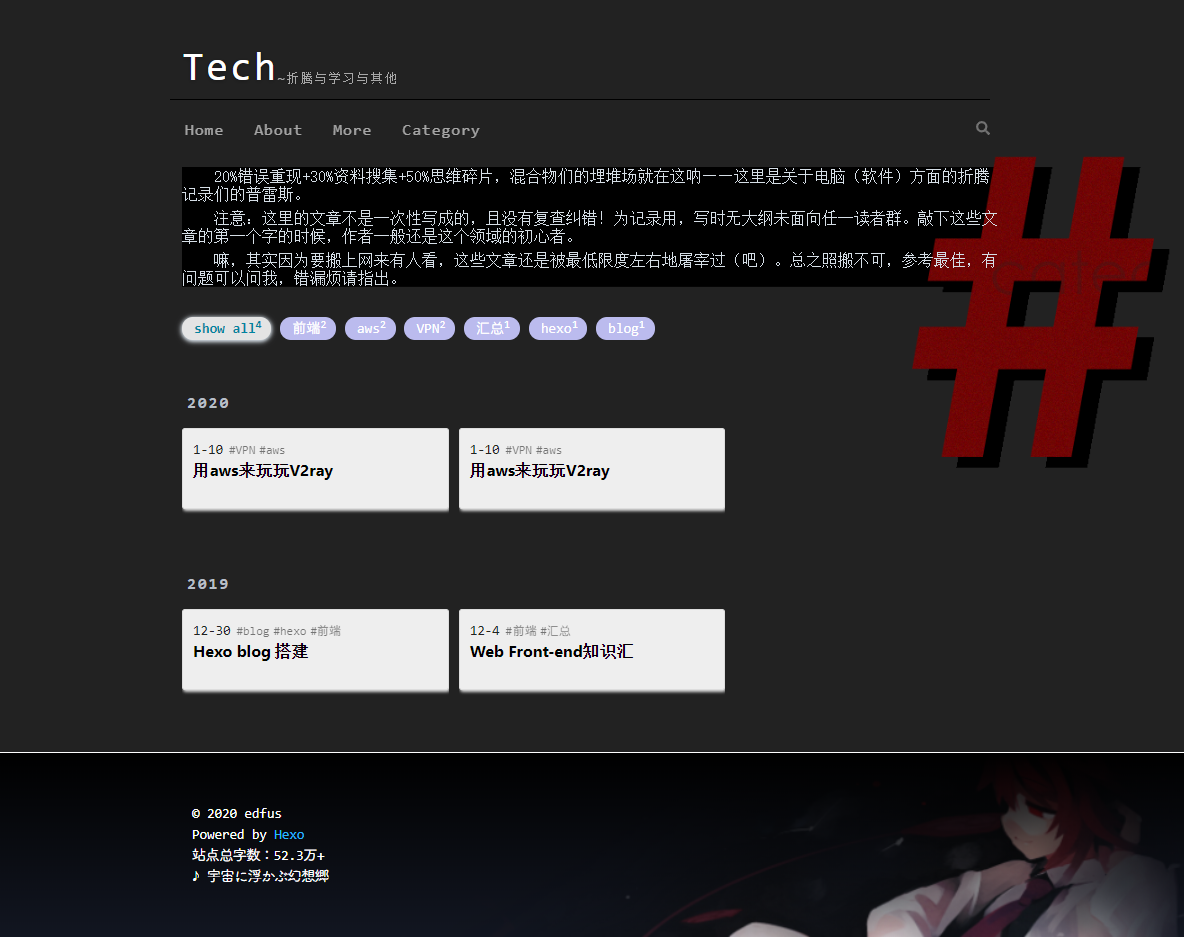 Tech~折腾与学习与其他
Home About More Category
20%错误重现+30%资料搜集+50%思维碎片，混合物们的埋堆场就在这呐——这里是关于电脑（软件）方面的折腾
记录们的普雷斯。
注意：这里的文章不是一次性写成的，且没有复查纠错！为记录用，写时无大纲未面向任一读者群。敲下这些文
章的第一个字的时候，作者一般还是这个领域的初心者。
嘛，其实因为要搬上网来有人看，这些文章还是被最低限度左右地屠宰过（吧）。总之照搬不可，参考最佳，有
问题可以问我，错漏烦请指出。
#
show all4 前端2 aws2 VPN2 汇总1 hexo1 blog1
2020
1-10 #VPN #aws
用aws来玩玩V2ray
1-10 #VPN #aws
用aws来玩玩V2ray
2019
12-30 #blog #hexo #前端
Hexo blog 搭建
12-4 #前端 #汇总
Web Front-end知识汇
© 2020 edfus
Powered by Hexo
站点总字数：52.3万+
♪ 宇宙に浮かぶ幻想郷